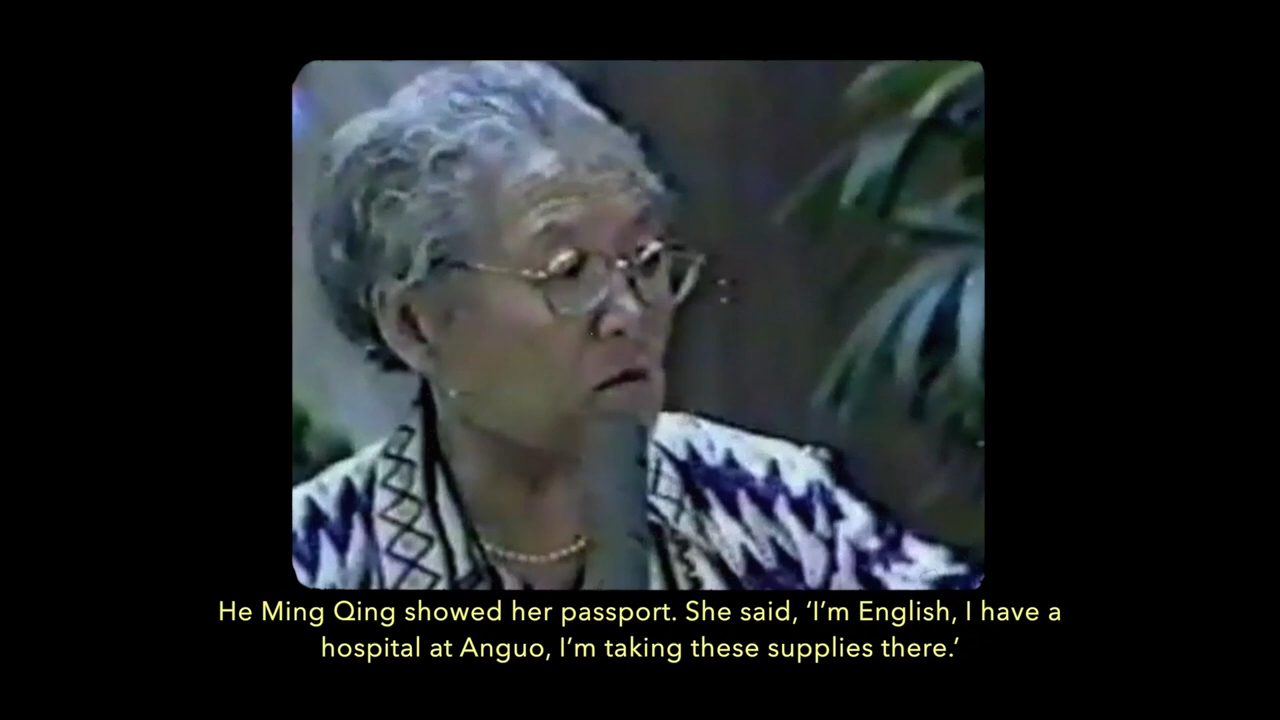 He Ming Qing showed her passport. She said, ‘I’m English, I have a
hospital at Anguo, I’m taking these supplies there.’